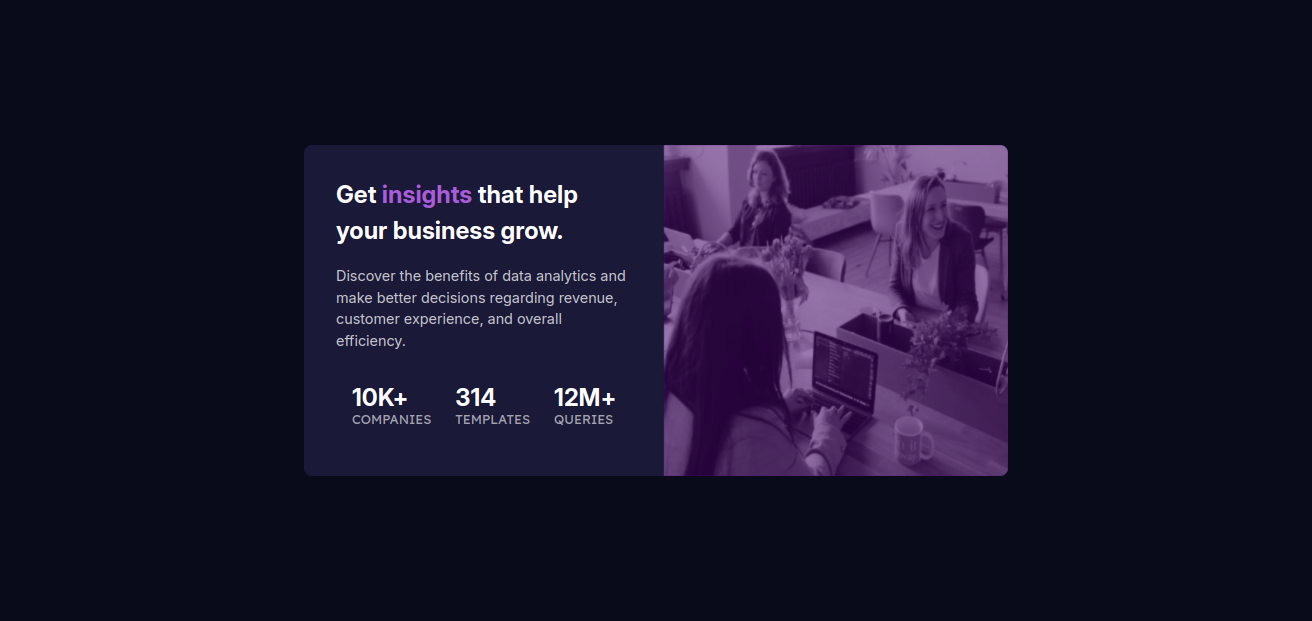 Get insights that help
your business grow.
Discover the benefits of data analytics and
make better decisions regarding revenue,
customer experience, and overall
efficiency.
10K+ 314 12M+
COMPANIES TEMPLATES QUERIES